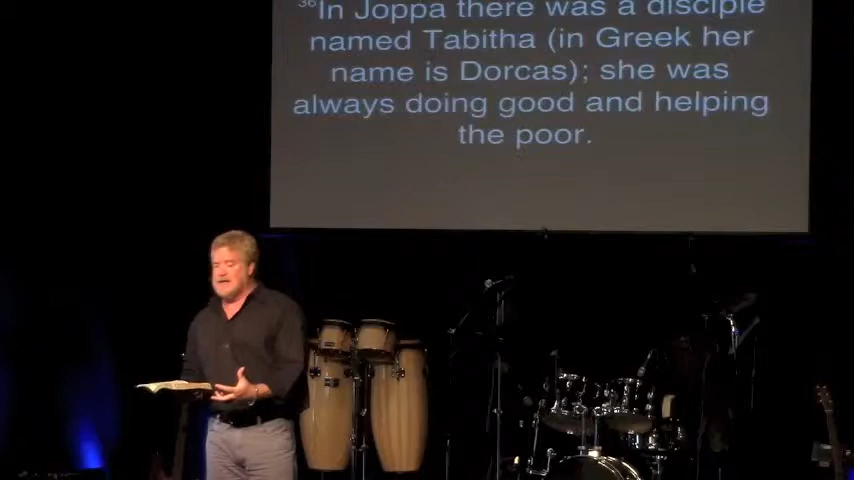 ³⁶In Joppa there was a disciple
named Tabitha (in Greek her
name is Dorcas); she was
always doing good and helping
the poor.